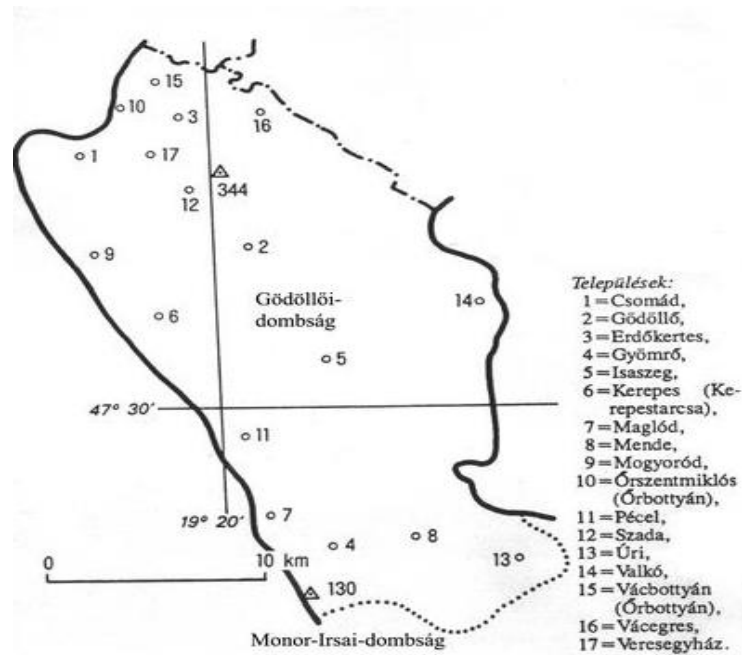 15
10
3
16
1
17
344
12
2
9
Gödöllői-
dombság
14
6
5
47° 30'
11
19° 20'
7
0
10 km
4
8
13
130
Monor-Irsai-dombság
Települések:
1=Csomád,
2=Gödöllő,
3=Erdőkertes,
4=Gyömrő,
5=Isaszeg,
6=Kerepes (Ke-
repestarcsa),
7=Maglód,
8=Mende,
9=Mogyoród,
10=Őrszentmiklós
(Őrbottyán),
11=Pécel,
12=Szada,
13=Úri,
14=Valkó,
15=Vácbottyán
(Őrbottyán),
16=Vácegres,
17=Veresegyház.